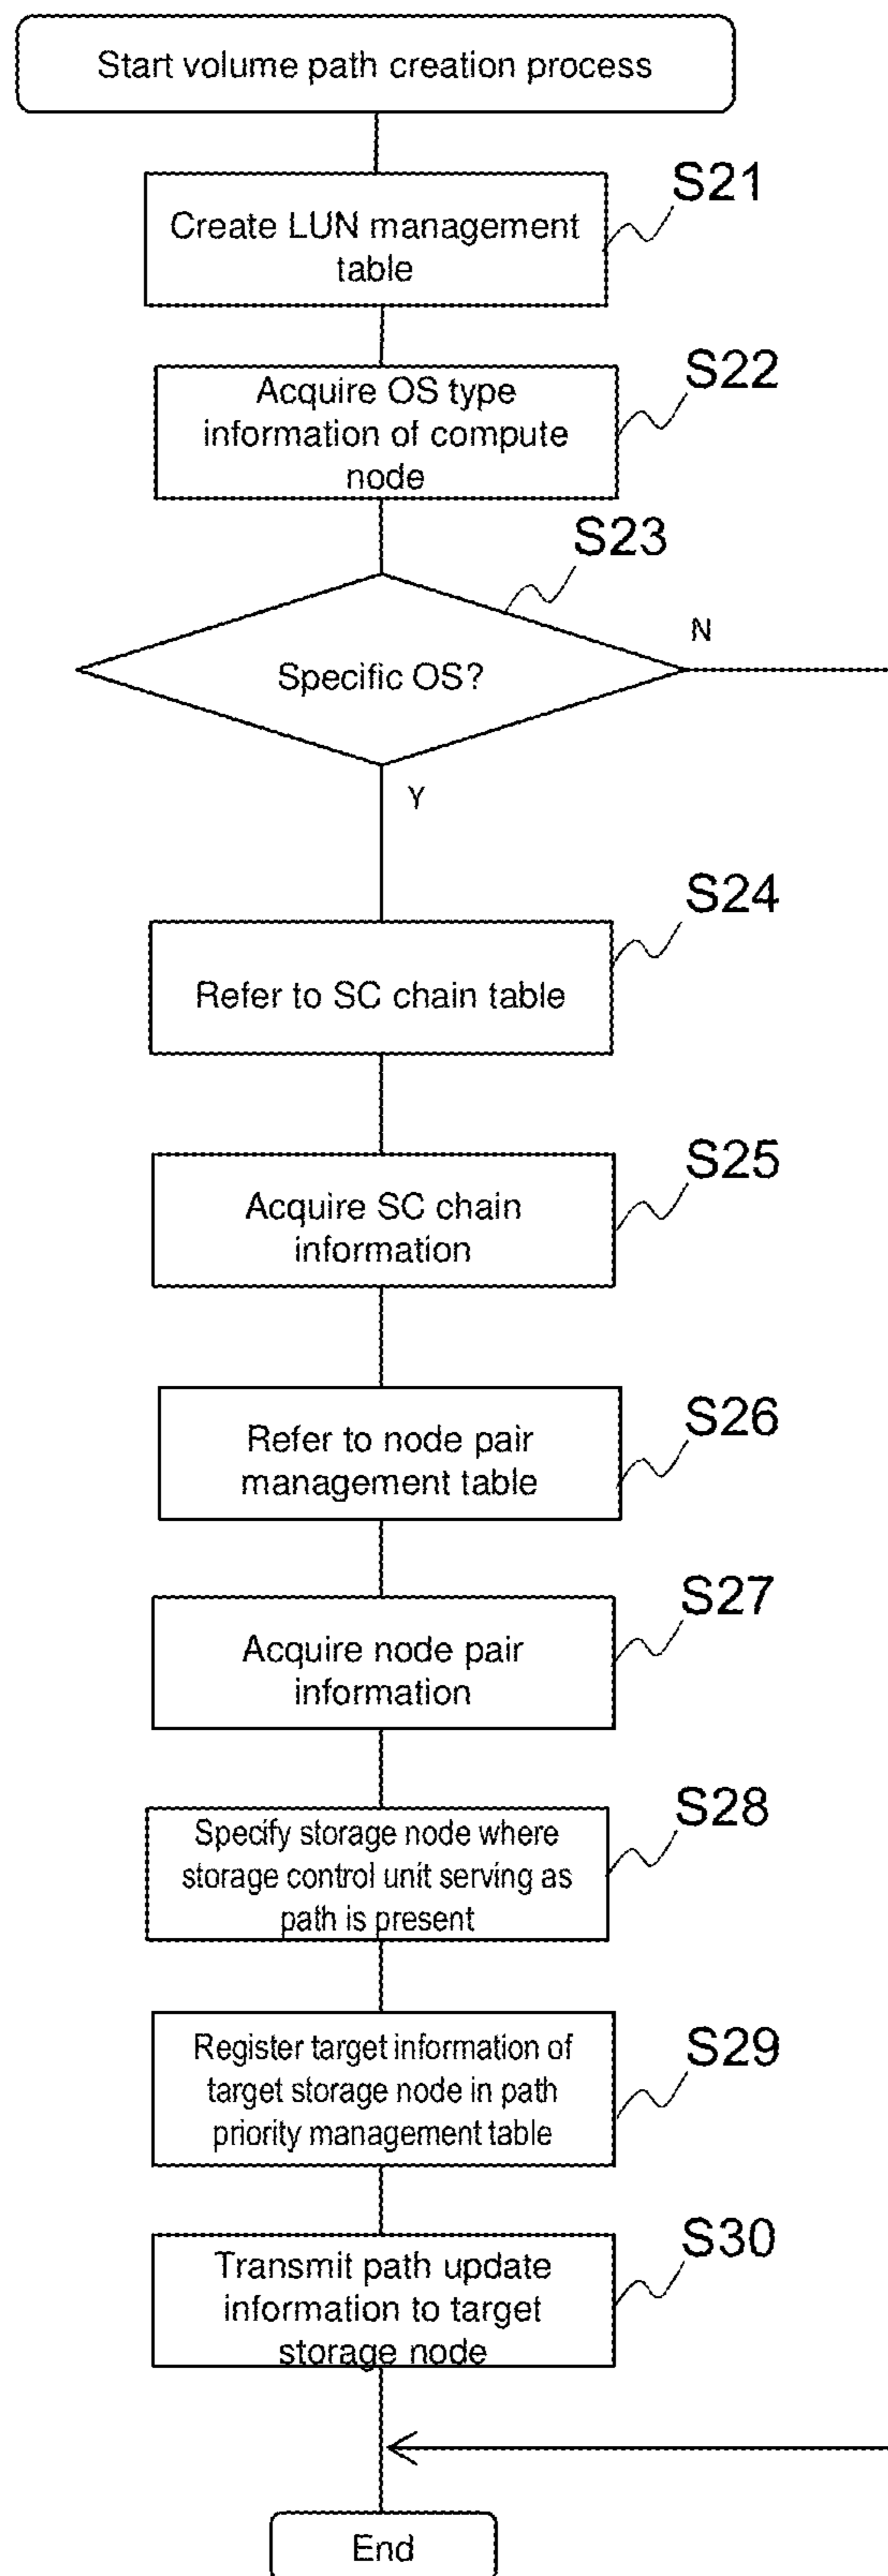 Start volume path creation process
S21
Create LUN management
table
S22
Acquire OS type
information of compute
node
S23
Specific OS?
N
Y
S24
Refer to SC chain table
S25
Acquire SC chain
information
S26
Refer to node pair
management table
S27
Acquire node pair
information
S28
Specify storage node where
storage control unit serving as
path is present
S29
Register target information of
target storage node in path
priority management table
S30
Transmit path update
information to target
storage node
End